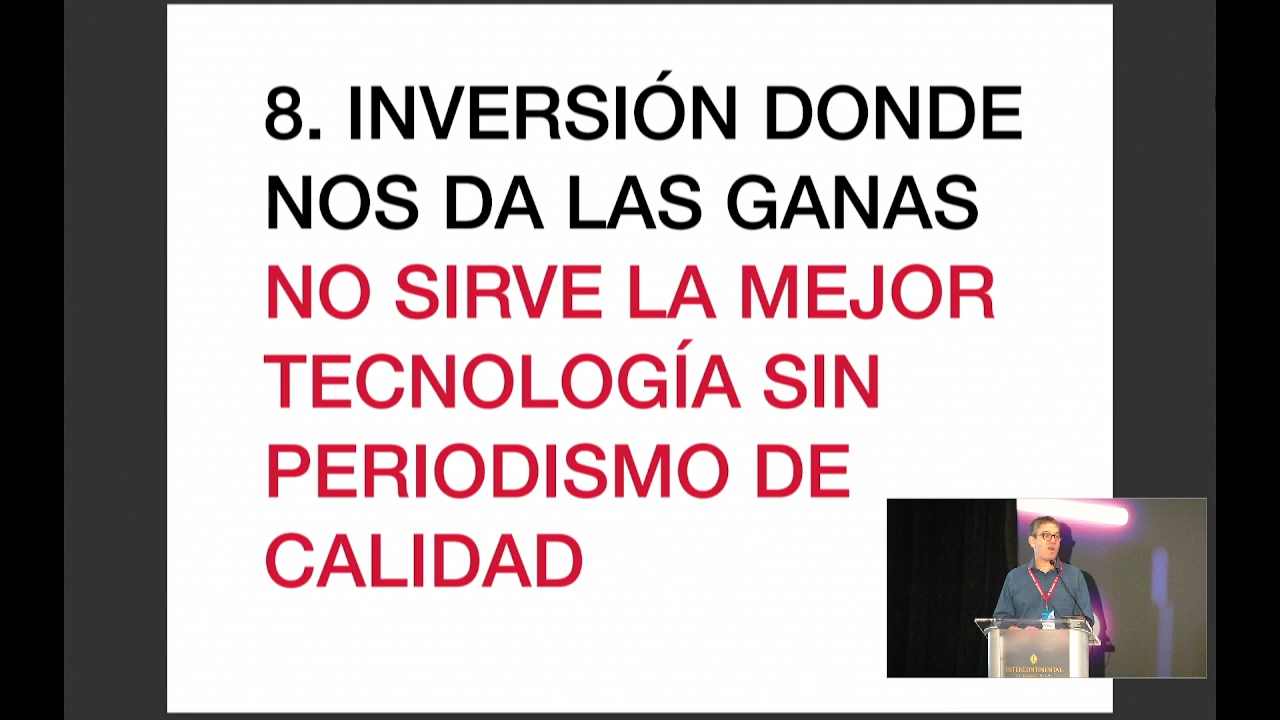 8. INVERSIÓN DONDE
NOS DA LAS GANAS
NO SIRVE LA MEJOR
TECNOLOGÍA SIN
PERIODISMO DE
CALIDAD
INTERCONTINENTAL